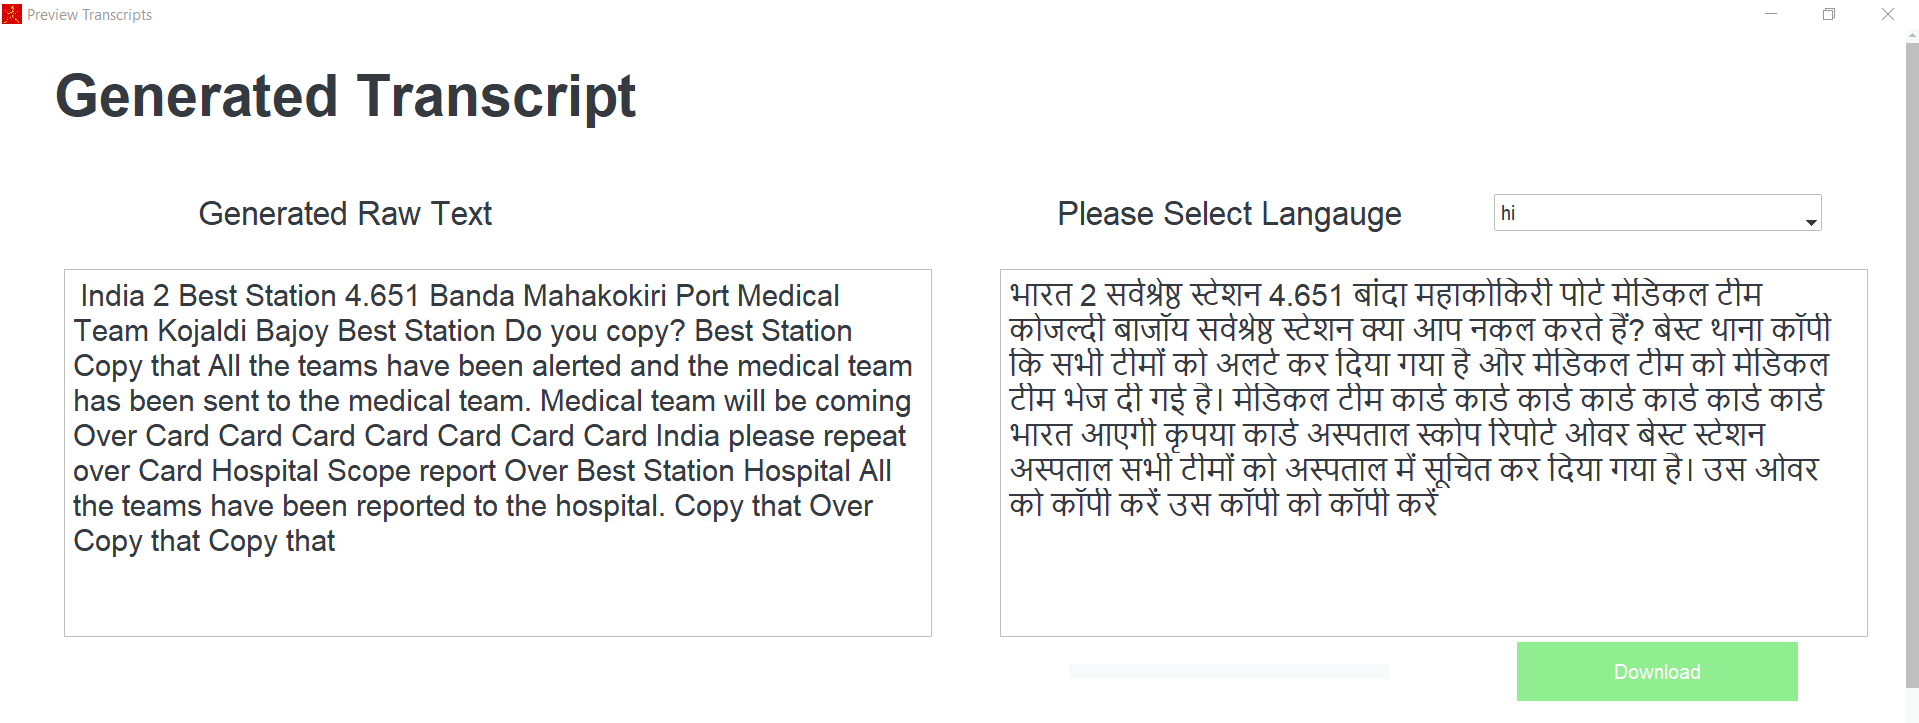 Preview Transcripts
Generated Transcript
Generated Raw Text
Please Select Langauge
hi
India 2 Best Station 4.651 Banda Mahakokiri Port Medical
Team Kojaldi Bajoy Best Station Do you copy? Best Station
Copy that All the teams have been alerted and the medical team
has been sent to the medical team. Medical team will be coming
Over Card Card Card Card Card Card Card India please repeat
over Card Hospital Scope report Over Best Station Hospital All
the teams have been reported to the hospital. Copy that Over
Copy that Copy that
भारत 2 सर्वश्रेष्ठ स्टेशन 4.651 बांदा महाकोकिरी पोर्ट मेडिकल टीम
कोजल्दी बाजॉय सर्वश्रेष्ठ स्टेशन क्या आप नकल करते हैं? बेस्ट थाना कॉपी
कि सभी टीमों को अलर्ट कर दिया गया है और मेडिकल टीम को मेडिकल
टीम भेज दी गई है। मेडिकल टीम कार्ड कार्ड कार्ड कार्ड कार्ड कार्ड कार्ड
भारत आएगी कृपया कार्ड अस्पताल स्कोप रिपोर्ट ओवर बेस्ट स्टेशन
अस्पताल सभी टीमों को अस्पताल में सूचित कर दिया गया है। उस ओवर
को कॉपी करें उस कॉपी को कॉपी करें
Download